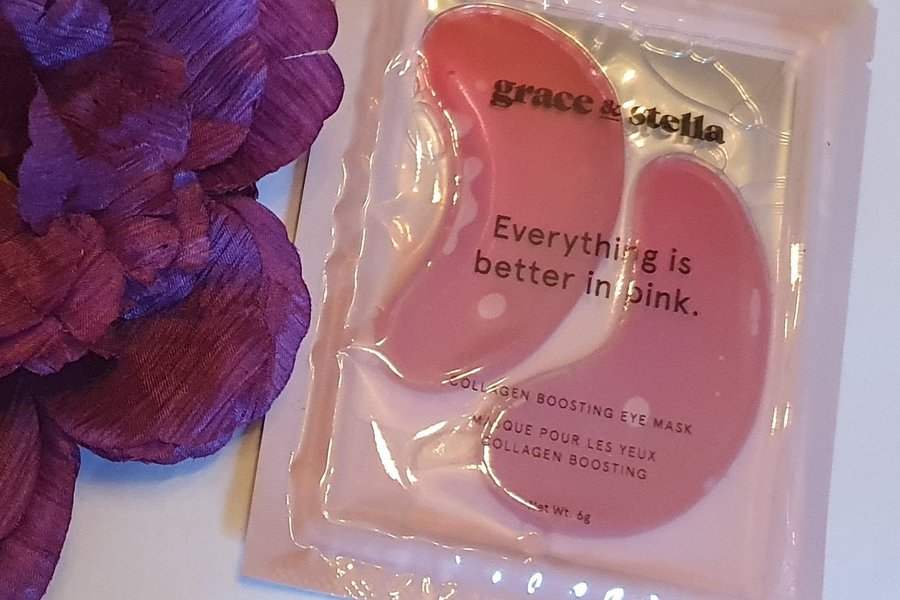 grace & stella
Everything is
better in pink.
COLLAGEN BOOSTING EYE MASK
MASQUE POUR LES YEUX
COLLAGEN BOOSTING
Net Wt. 6g